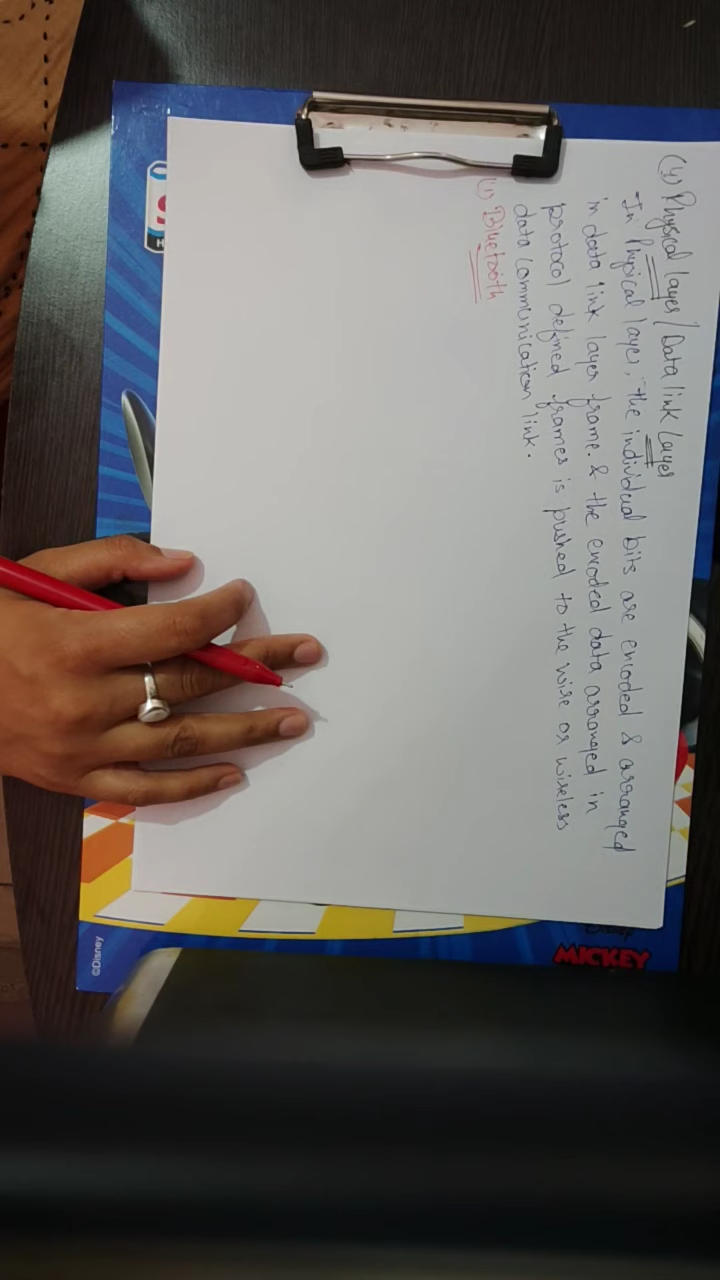 (4) Physical layer / Data link Layer
In Physical layer, the individual bits are encoded & arranged
in data link layer frame. & the encoded data arranged in
protocol defined frames is pushed to the wire or wireless
data communication link.
(1) Bluetooth
MICKEY
©Disney